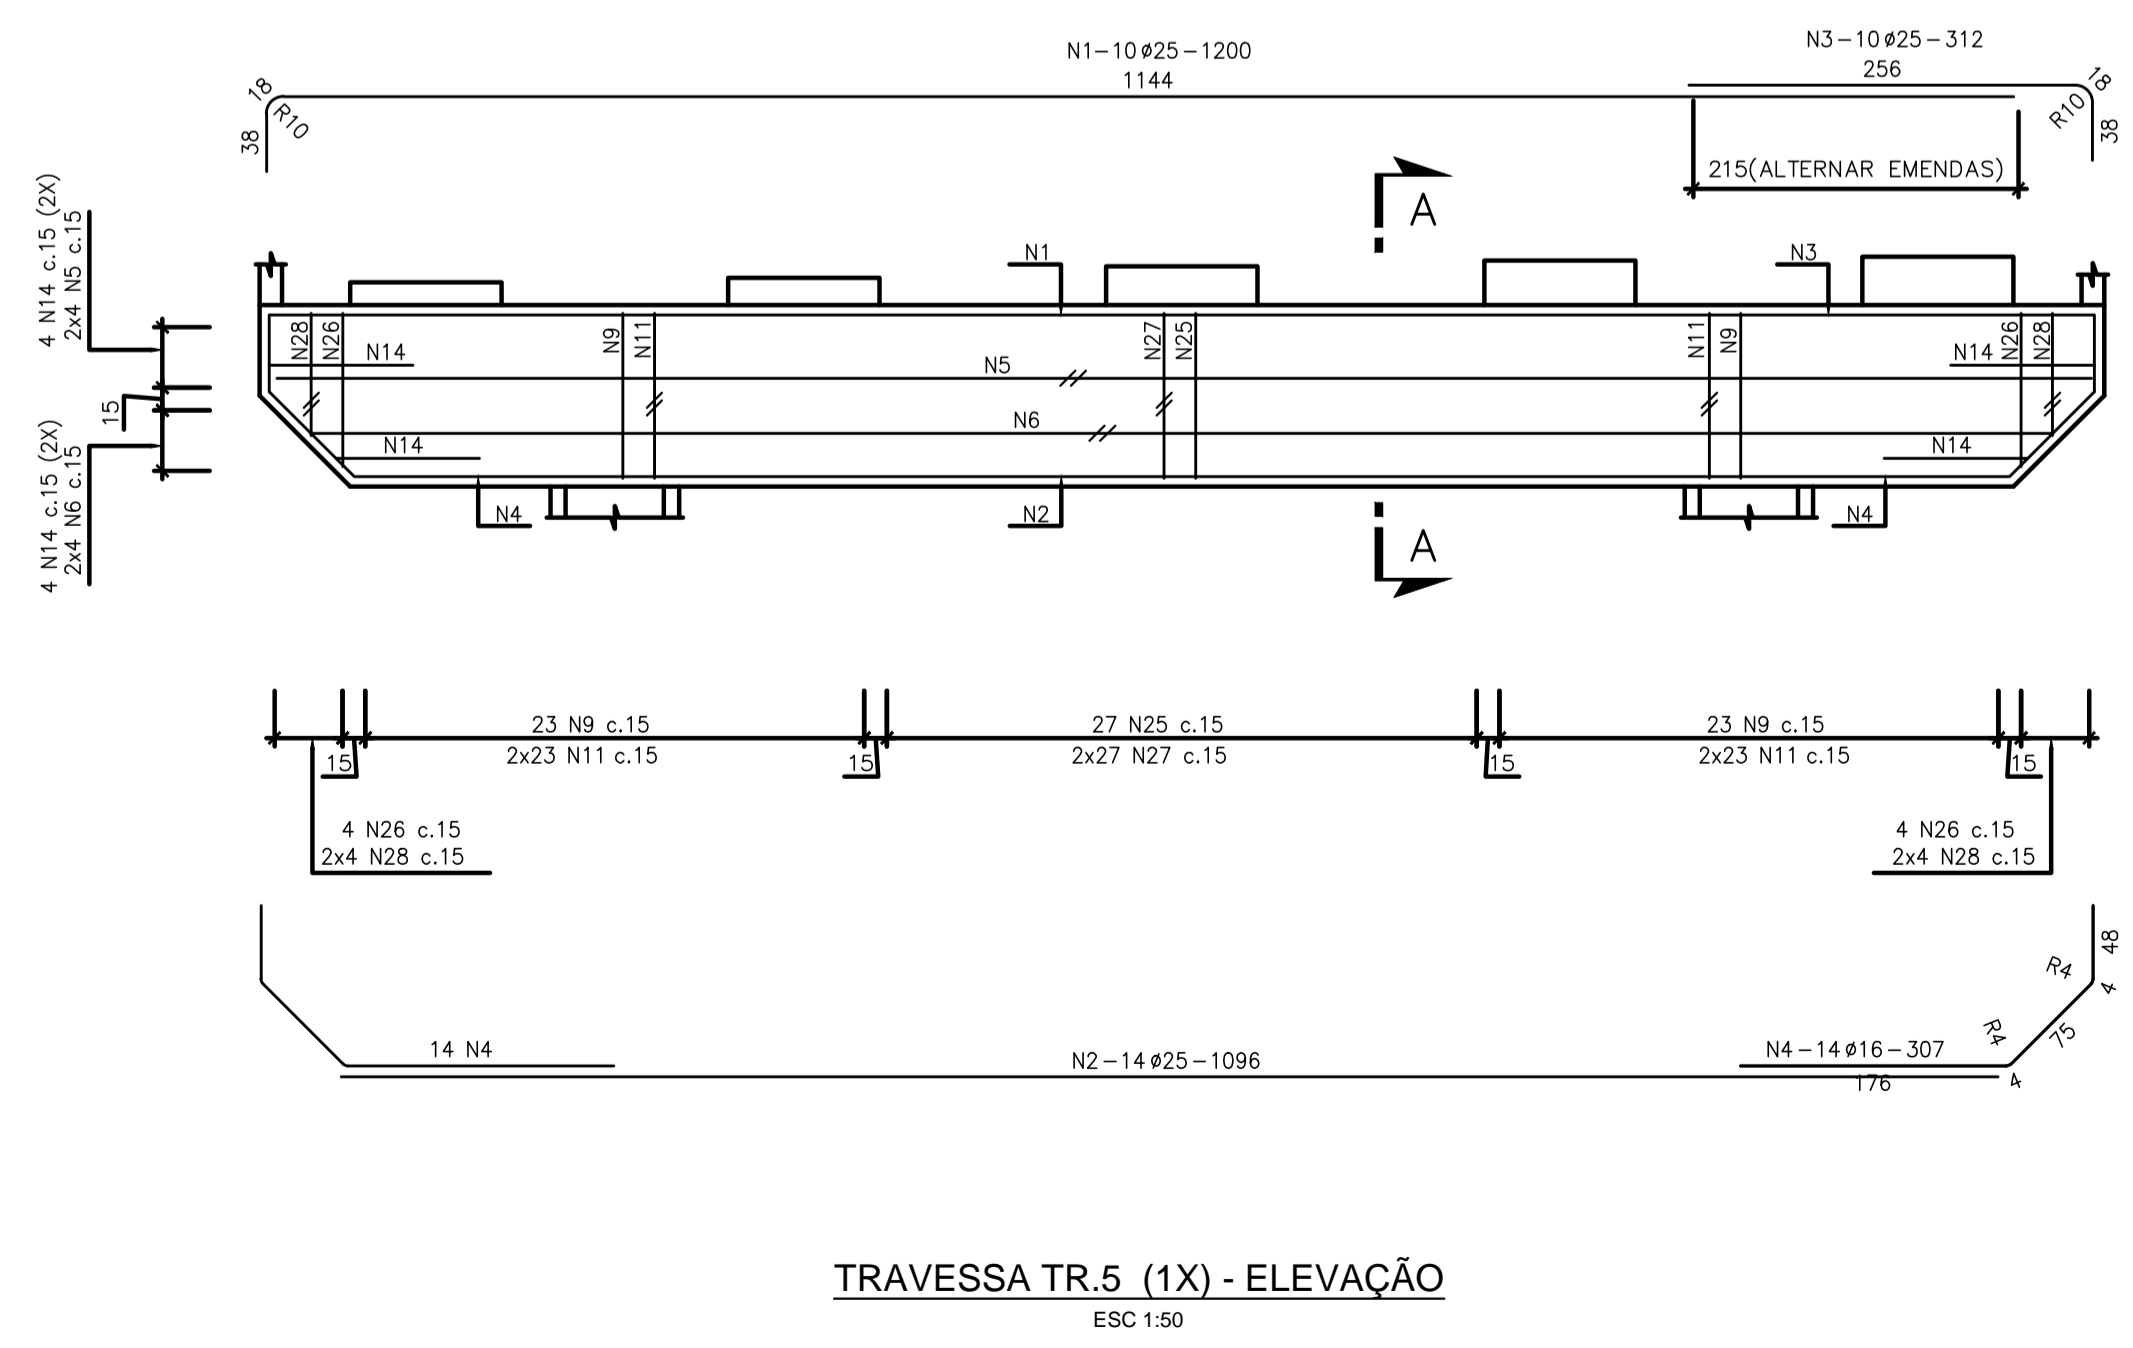 N1-10ø25-1200
1144
N3-10ø25-312
256
18
R10
38
18
R10
38
215(ALTERNAR EMENDAS)
A
4 N14 c.15 (2X)
2x4 N5 c.15
15
4 N14 c.15 (2X)
2x4 N6 c.15
N1
N3
N28
N26
N9
N11
N27
N25
N11
N9
N26
N28
N14
N14
N5
N6
N14
N14
N4
N2
N4
A
23 N9 c.15
2x23 N11 c.15
27 N25 c.15
2x27 N27 c.15
23 N9 c.15
2x23 N11 c.15
15
15
15
15
4 N26 c.15
2x4 N28 c.15
4 N26 c.15
2x4 N28 c.15
48
R4
4
R4
75
14 N4
N2-14ø25-1096
N4-14ø16-307
176
4
TRAVESSA TR.5 (1X) - ELEVAÇÃO
ESC 1:50